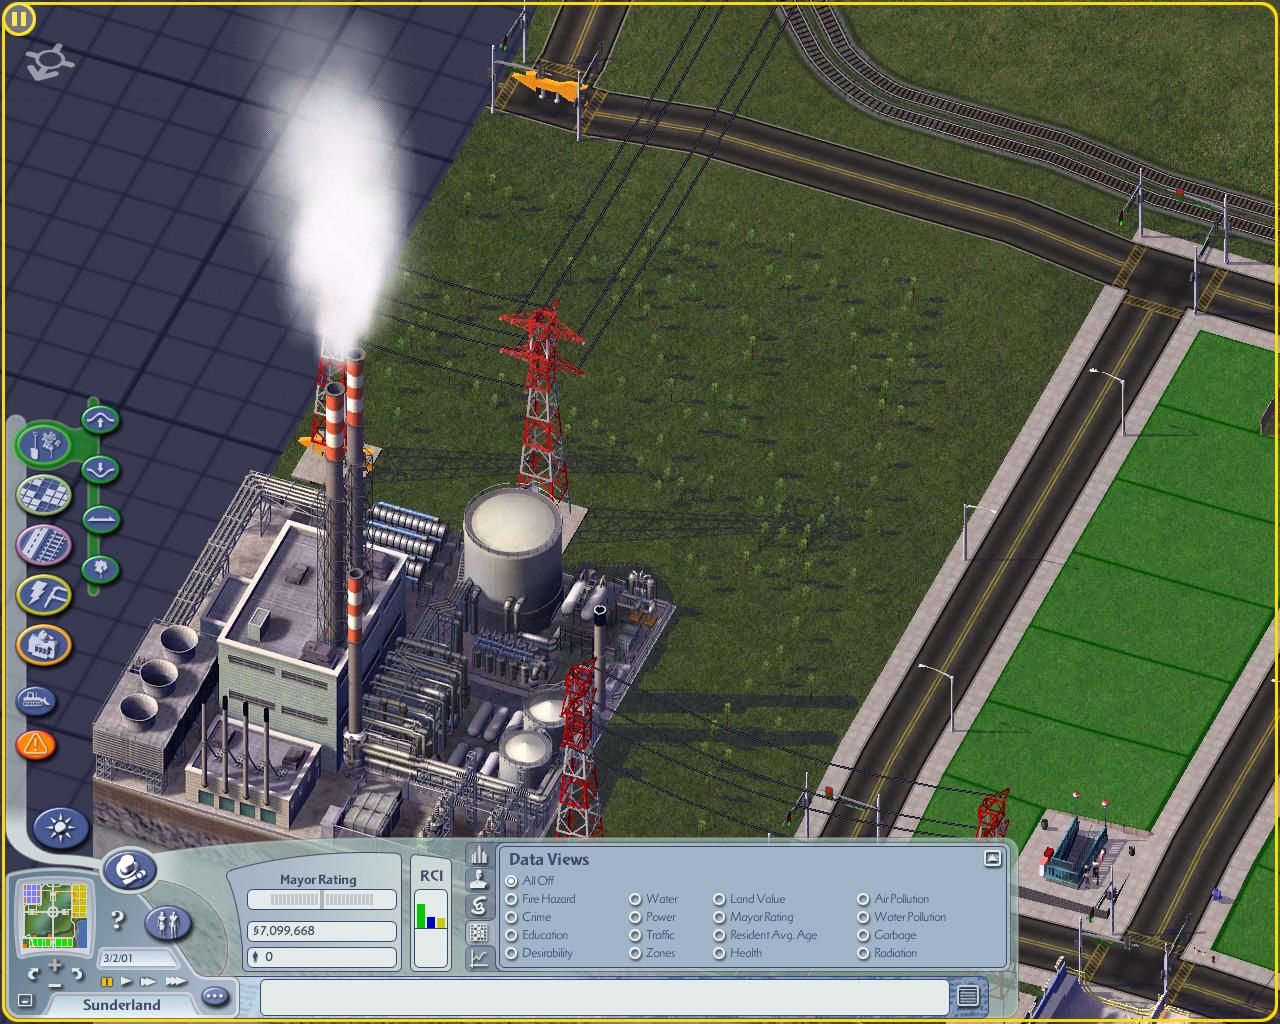 Mayor Rating
§7,099,668
0
RCI
Data Views
All Off
Fire Hazard
Water
Land Value
Air Pollution
Crime
Power
Mayor Rating
Water Pollution
Education
Traffic
Resident Avg. Age
Garbage
Desirability
Zones
Health
Radiation
?
3/2/01
Sunderland